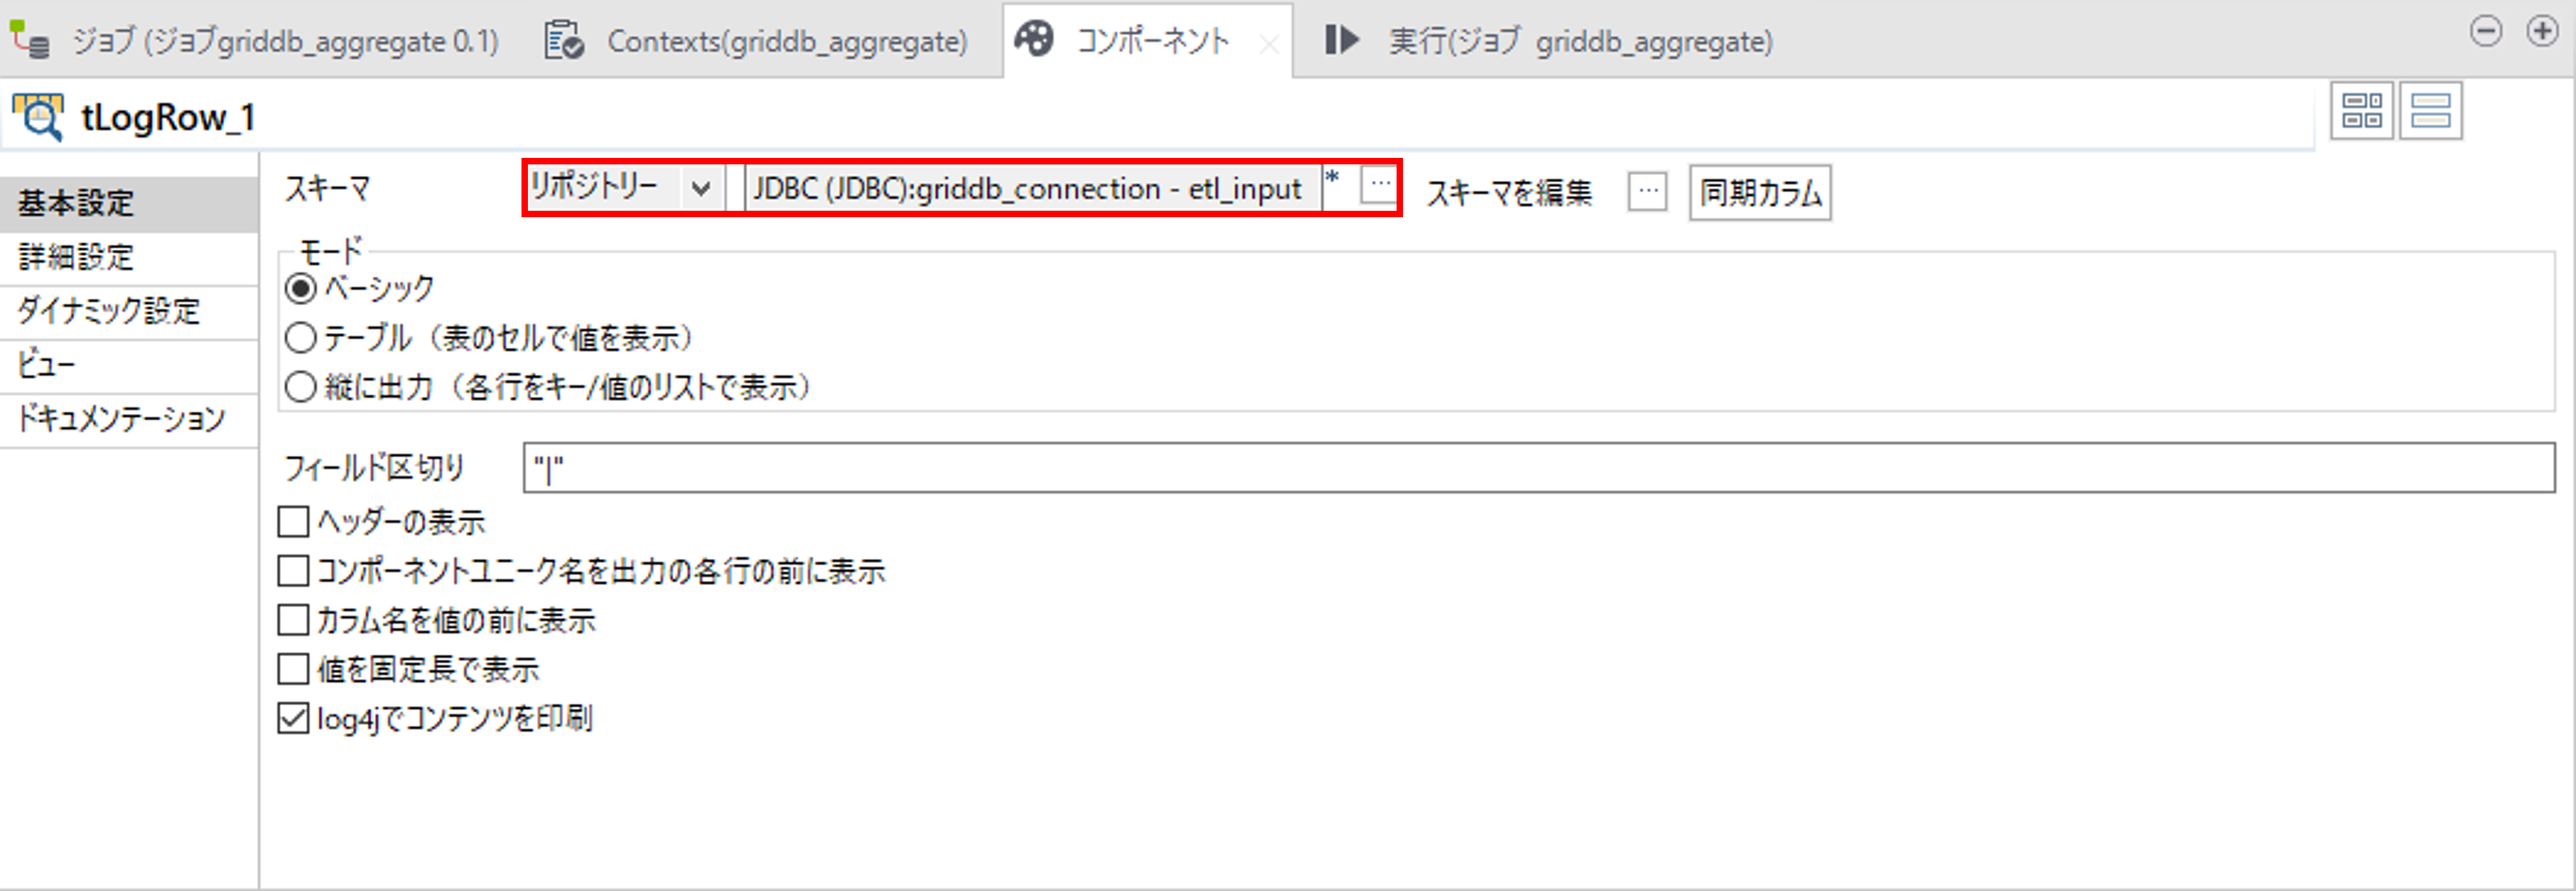 ジョブ (ジョブgriddb_aggregate 0.1) Contexts(griddb_aggregate) コンポーネント 実行(ジョブ griddb_aggregate)
tLogRow_1
基本設定
詳細設定
ダイナミック設定
ビュー
ドキュメンテーション
スキーマ リポジトリー JDBC (JDBC):griddb_connection - etl_input * ... スキーマを編集 ... 同期カラム
モード
ベーシック
テーブル（表のセルで値を表示）
縦に出力（各行をキー/値のリストで表示）
フィールド区切り "|"
ヘッダーの表示
コンポーネントユニーク名を出力の各行の前に表示
カラム名を値の前に表示
値を固定長で表示
log4jでコンテンツを印刷